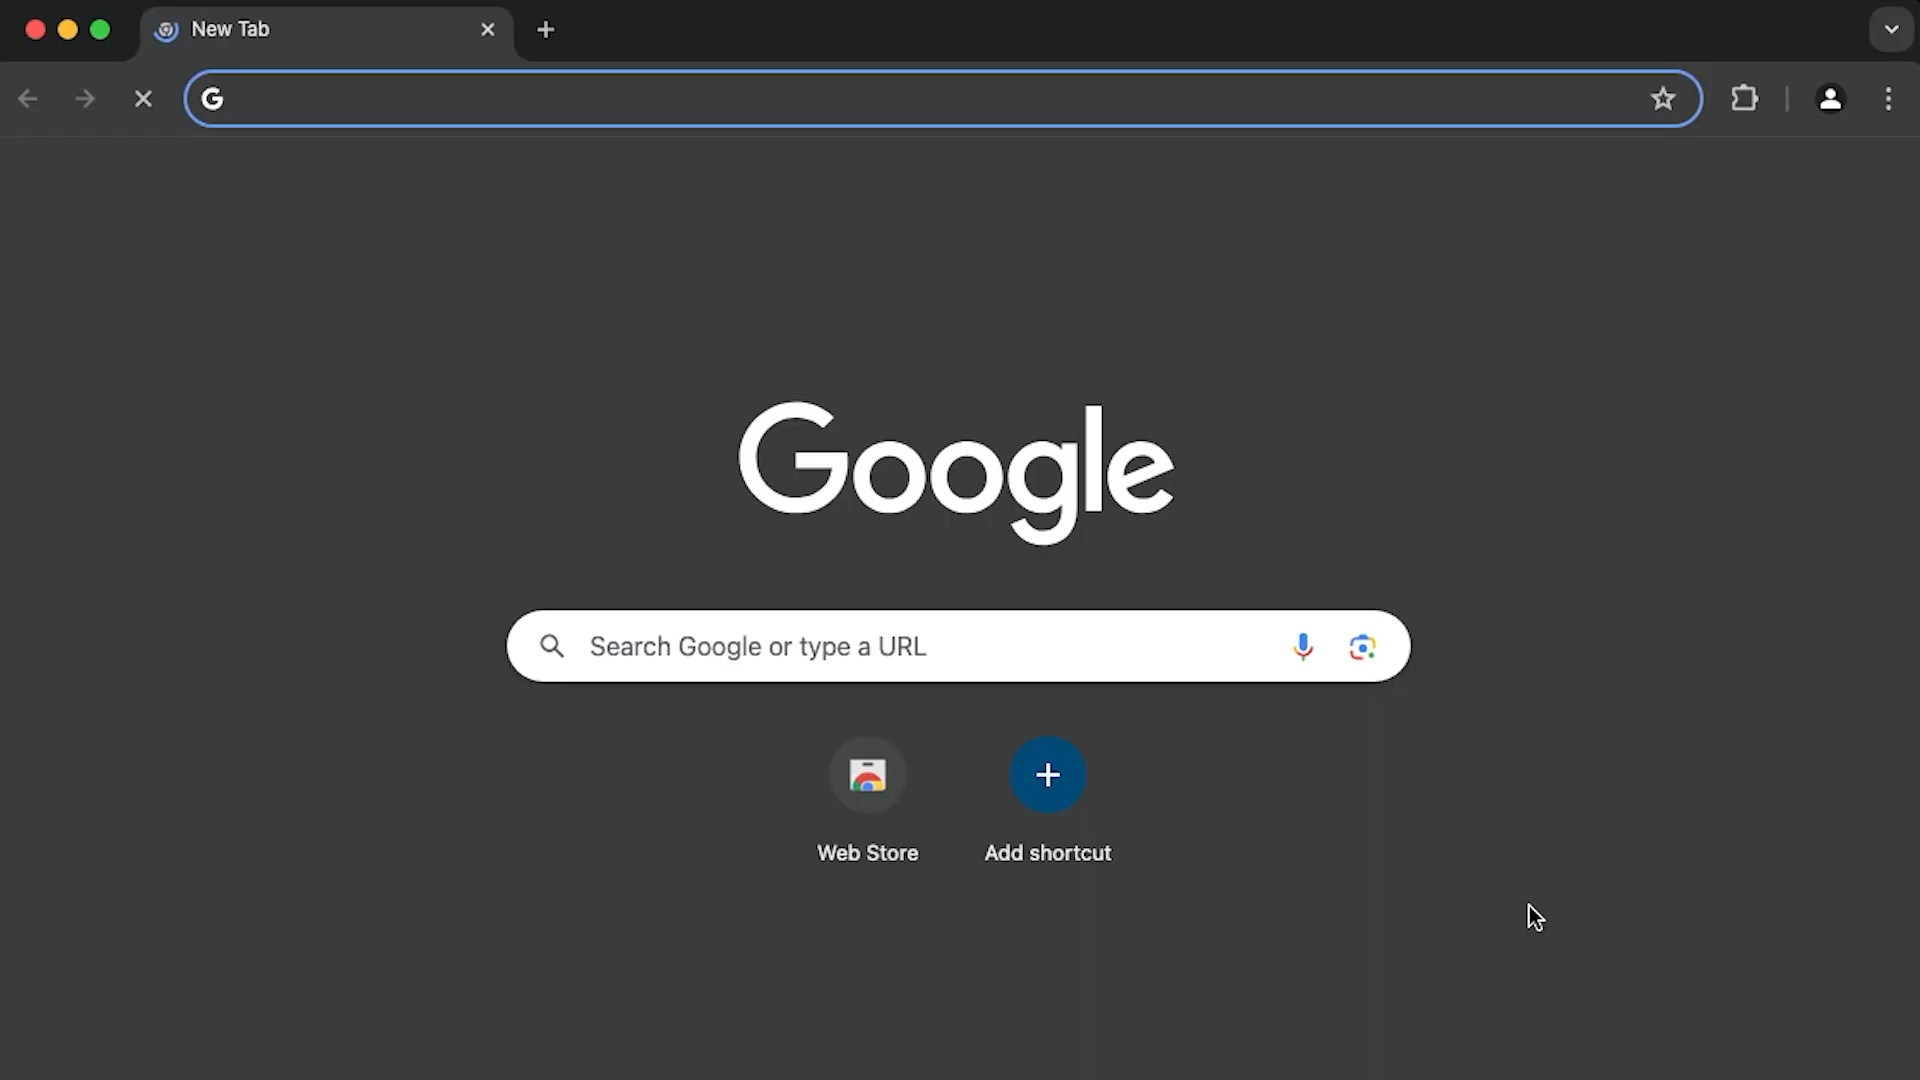 New Tab
Google
Search Google or type a URL
Web Store
Add shortcut